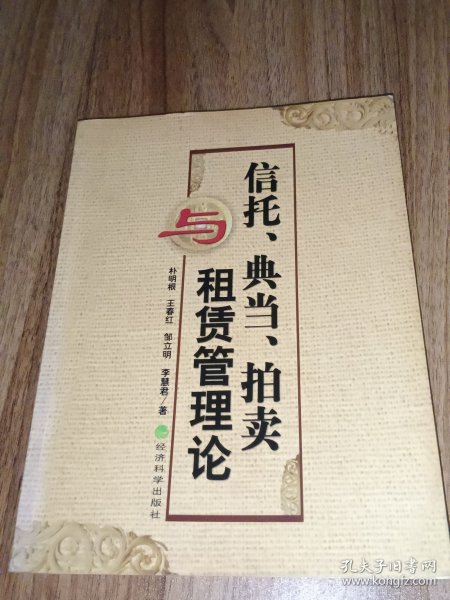 信托、典当、拍卖
与
租赁管理论
朴明根 王春红 邹立明 李慧君/著
经济科学出版社
孔夫子旧书网
www.kongfz.com